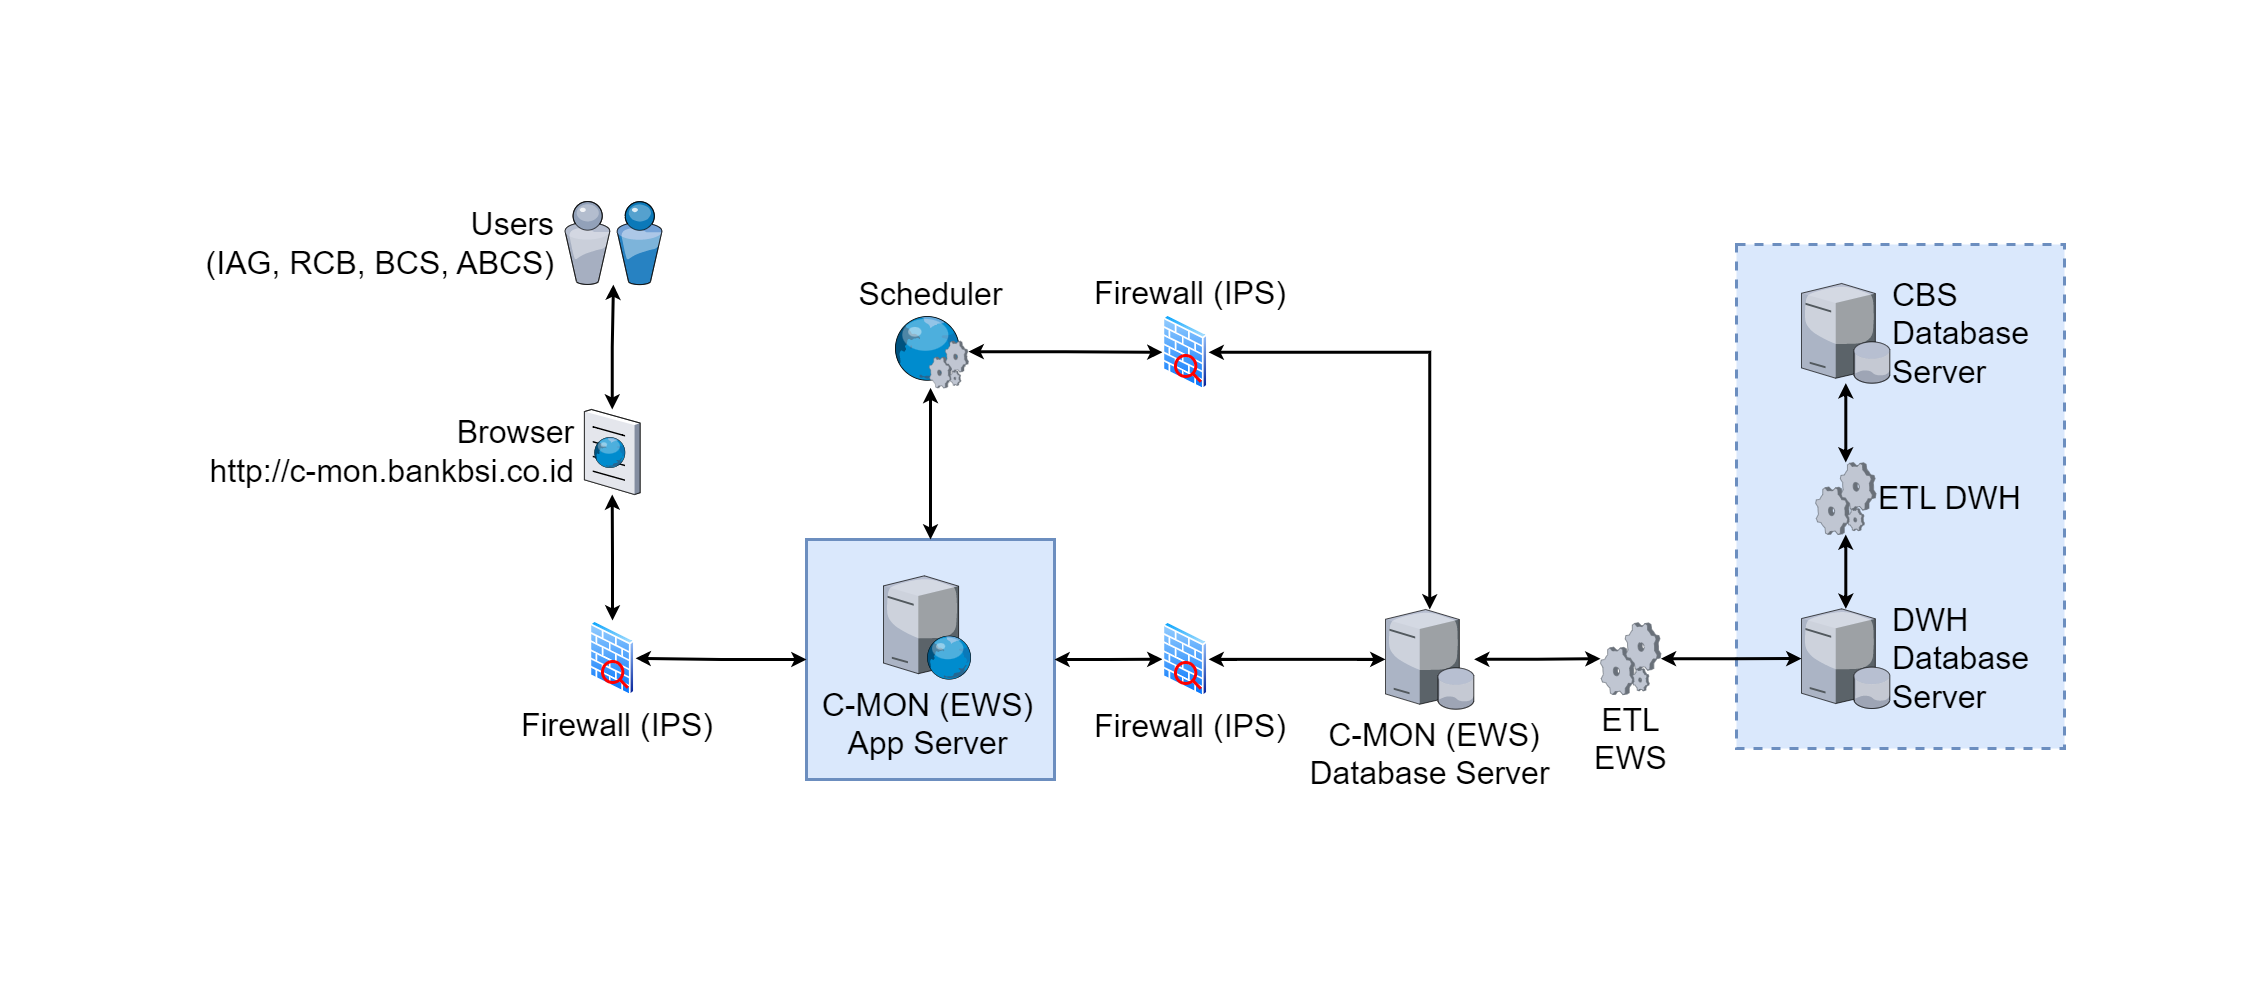 Users
(IAG, RCB, BCS, ABCS)
Browser
http://c-mon.bankbsi.co.id
Firewall (IPS)
Scheduler
Firewall (IPS)
C-MON (EWS)
App Server
Firewall (IPS)
C-MON (EWS)
Database Server
ETL
EWS
CBS
Database
Server
ETL DWH
DWH
Database
Server